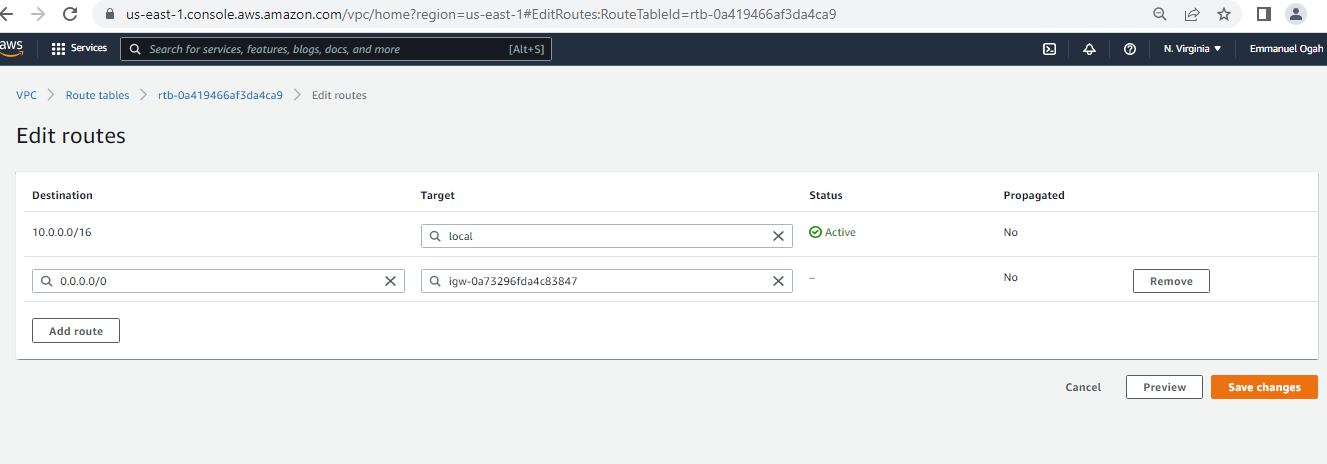 us-east-1.console.aws.amazon.com/vpc/home?region=us-east-1#EditRoutes:RouteTableId=rtb-0a419466af3da4ca9
aws Services Search for services, features, blogs, docs, and more [Alt+S] N. Virginia Emmanuel Ogah
VPC Route tables rtb-0a419466af3da4ca9 Edit routes
Edit routes
Destination Target Status Propagated
10.0.0.0/16 local Active No
0.0.0.0/0 igw-0a73296fda4c83847 – No Remove
Add route
Cancel Preview Save changes